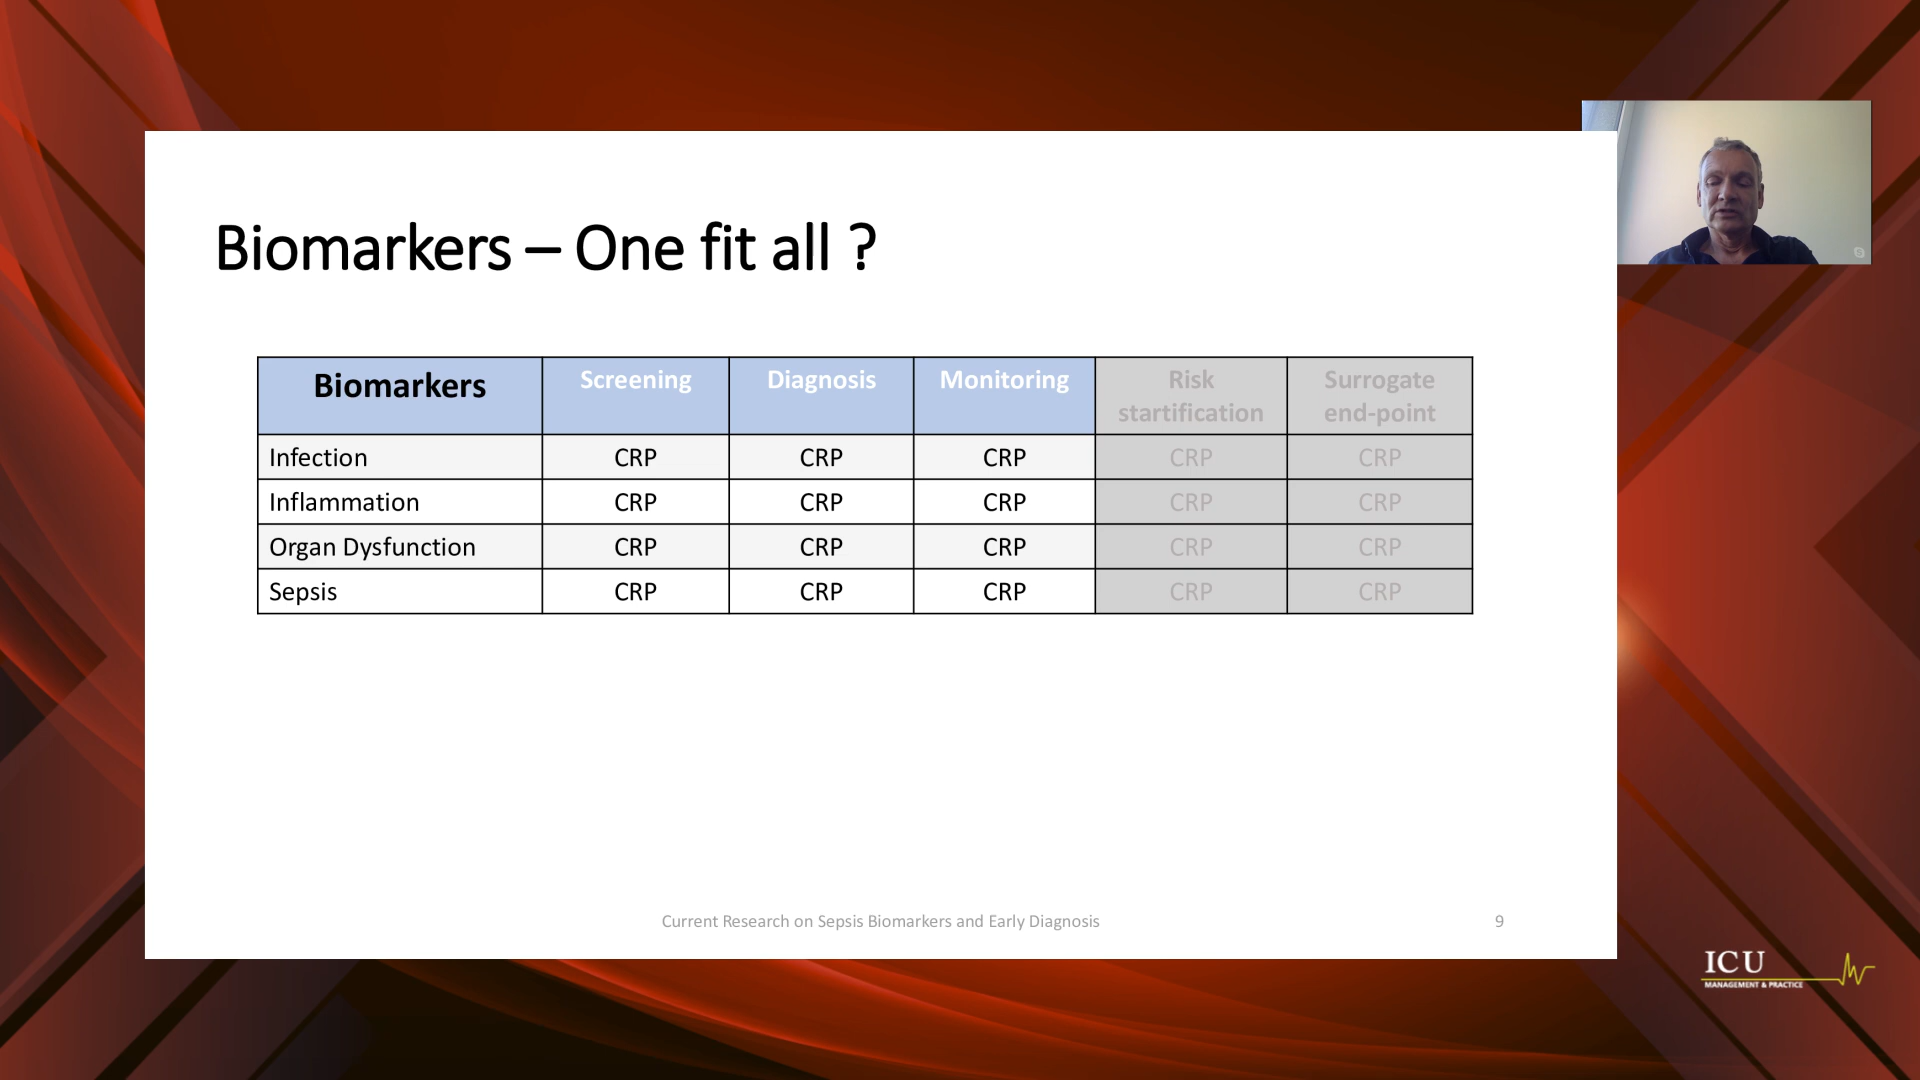 Biomarkers – One fit all ?
Biomarkers Screening Diagnosis Monitoring Risk startification Surrogate end-point
Infection CRP CRP CRP CRP CRP
Inflammation CRP CRP CRP CRP CRP
Organ Dysfunction CRP CRP CRP CRP CRP
Sepsis CRP CRP CRP CRP CRP
Current Research on Sepsis Biomarkers and Early Diagnosis 9
ICU
MANAGEMENT & PRACTICE